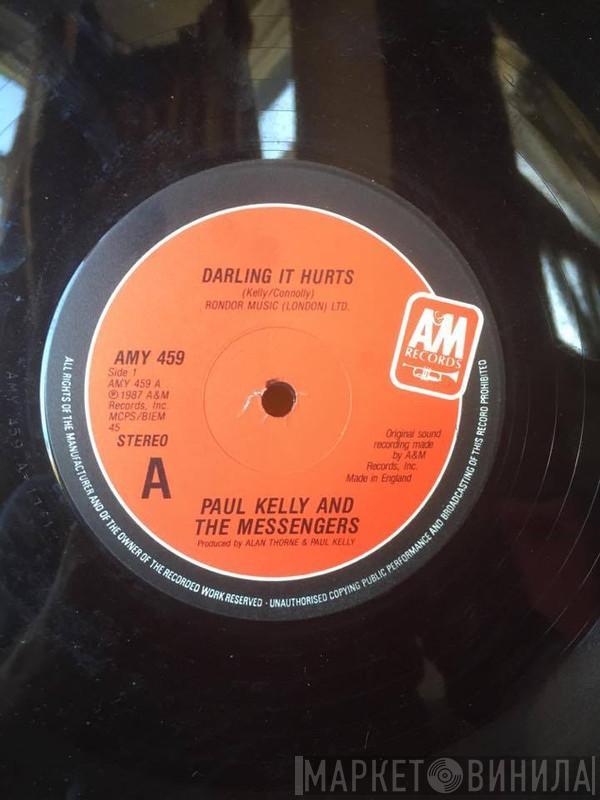 DARLING IT HURTS
(Kelly/Connolly)
RONDOR MUSIC (LONDON) LTD.
A&M
RECORDS
AMY 459
Side 1
AMY 459 A
℗ 1987 A&M
Records, Inc.
MCPS/BIEM
45
STEREO
A
Original sound
recording made
by A&M
Records, Inc.
Made in England
PAUL KELLY AND
THE MESSENGERS
Produced by ALAN THORNE & PAUL KELLY
ALL RIGHTS OF THE MANUFACTURER AND OF THE OWNER OF THE RECORDED WORK RESERVED · UNAUTHORISED COPYING PUBLIC PERFORMANCE AND BROADCASTING OF THIS RECORD PROHIBITED
МАРКЕТ ВИНИЛА